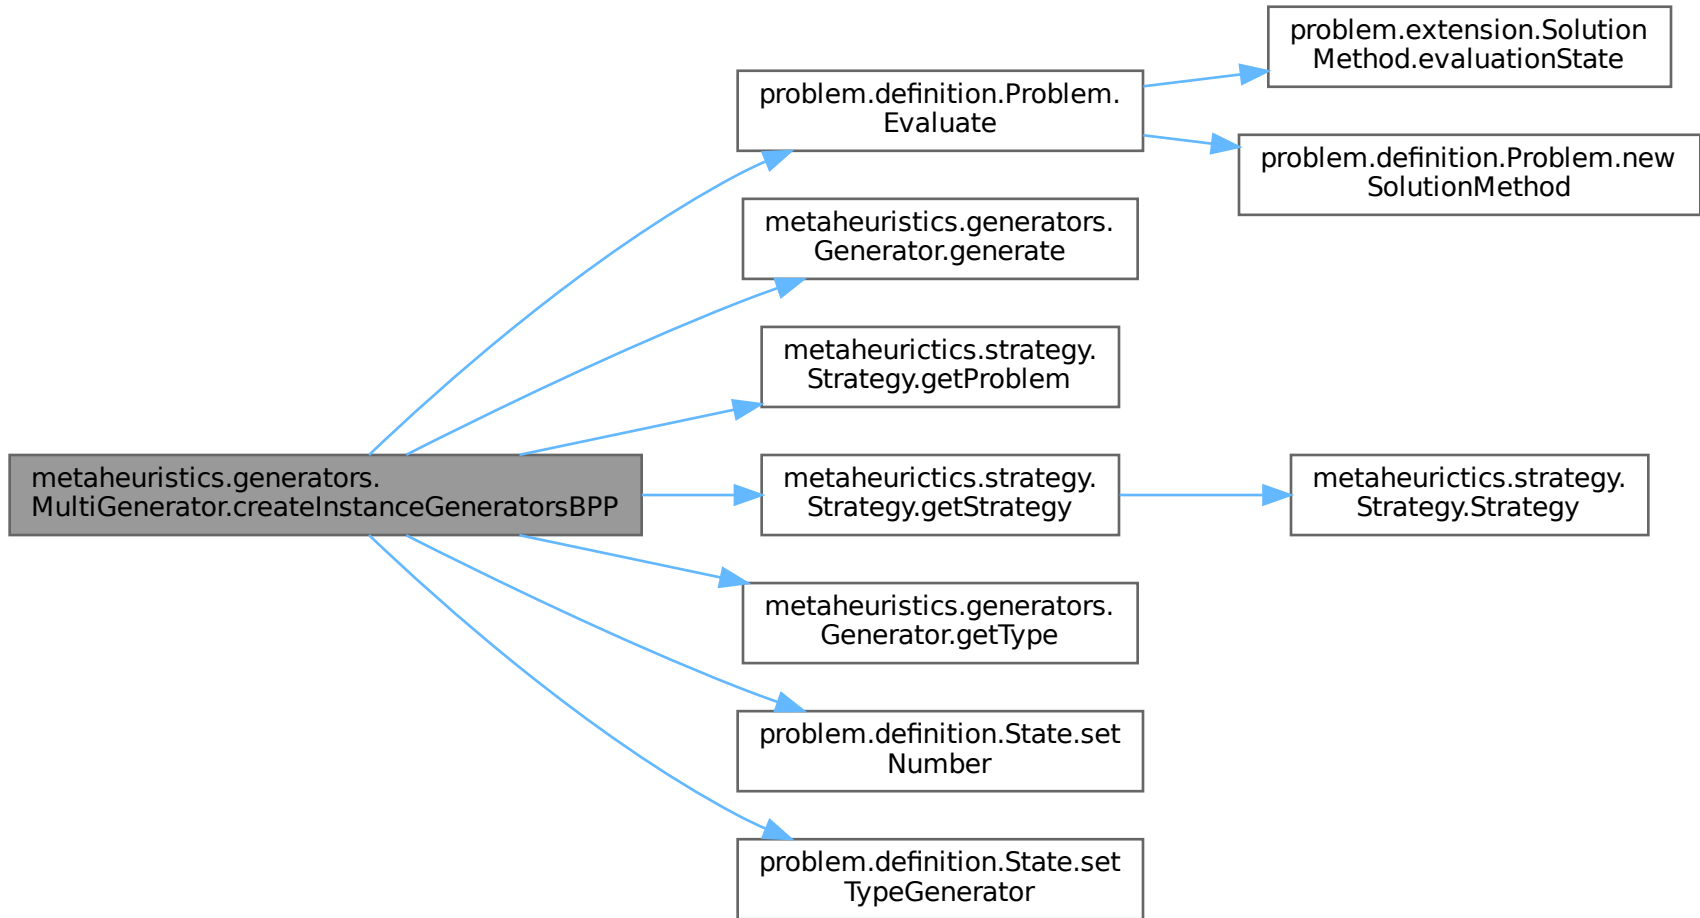 problem.extension.Solution
Method.evaluationState
problem.definition.Problem.
Evaluate
problem.definition.Problem.new
SolutionMethod
metaheuristics.generators.
Generator.generate
metaheurictics.strategy.
Strategy.getProblem
metaheuristics.generators.
MultiGenerator.createInstanceGeneratorsBPP
metaheurictics.strategy.
Strategy.getStrategy
metaheurictics.strategy.
Strategy.Strategy
metaheuristics.generators.
Generator.getType
problem.definition.State.set
Number
problem.definition.State.set
TypeGenerator